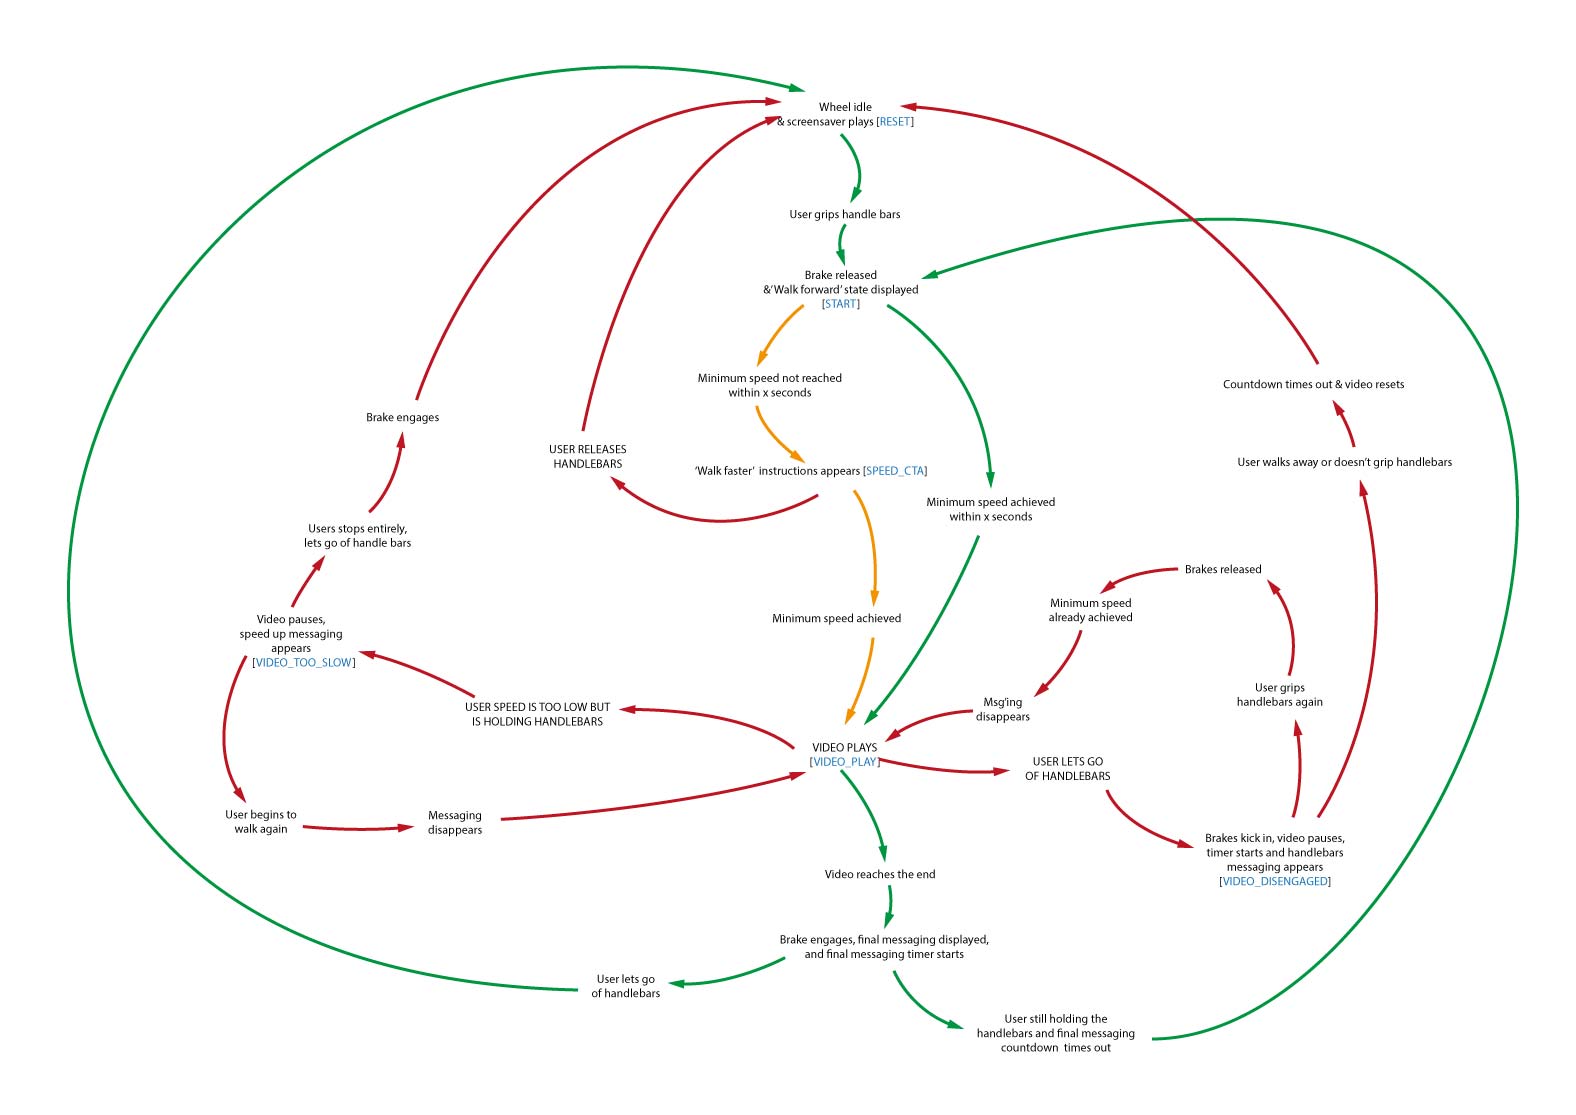 Wheel idle
& screensaver plays [RESET]
User grips handle bars
Brake released
&‘Walk forward’ state displayed
[START]
Minimum speed not reached
within x seconds
Countdown times out & video resets
Brake engages
USER RELEASES
HANDLEBARS
‘Walk faster’ instructions appears [SPEED_CTA]
User walks away or doesn’t grip handlebars
Minimum speed achieved
within x seconds
Users stops entirely,
lets go of handle bars
Brakes released
Minimum speed
already achieved
Minimum speed achieved
Video pauses,
speed up messaging
appears
[VIDEO_TOO_SLOW]
User grips
handlebars again
Msg’ing
disappears
USER SPEED IS TOO LOW BUT
IS HOLDING HANDLEBARS
VIDEO PLAYS
[VIDEO_PLAY]
USER LETS GO
OF HANDLEBARS
User begins to
walk again
Messaging
disappears
Brakes kick in, video pauses,
timer starts and handlebars
messaging appears
[VIDEO_DISENGAGED]
Video reaches the end
Brake engages, final messaging displayed,
and final messaging timer starts
User lets go
of handlebars
User still holding the
handlebars and final messaging
countdown times out